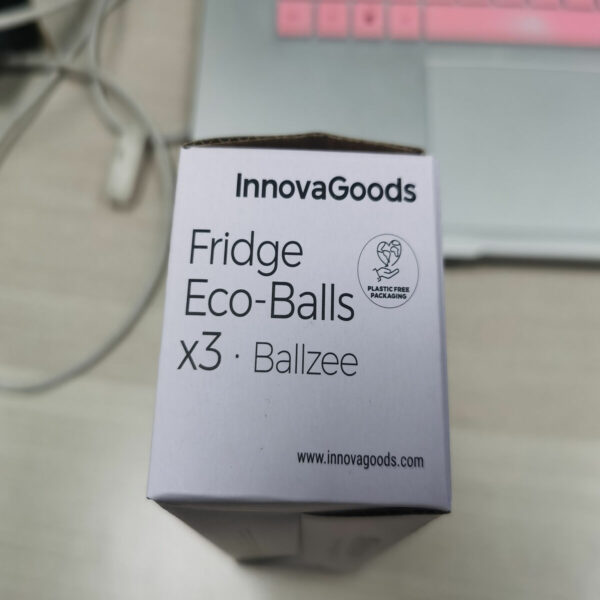 InnovaGoods
Fridge
Eco-Balls
x3 · Ballzee
PLASTIC FREE
PACKAGING
www.innovagoods.com